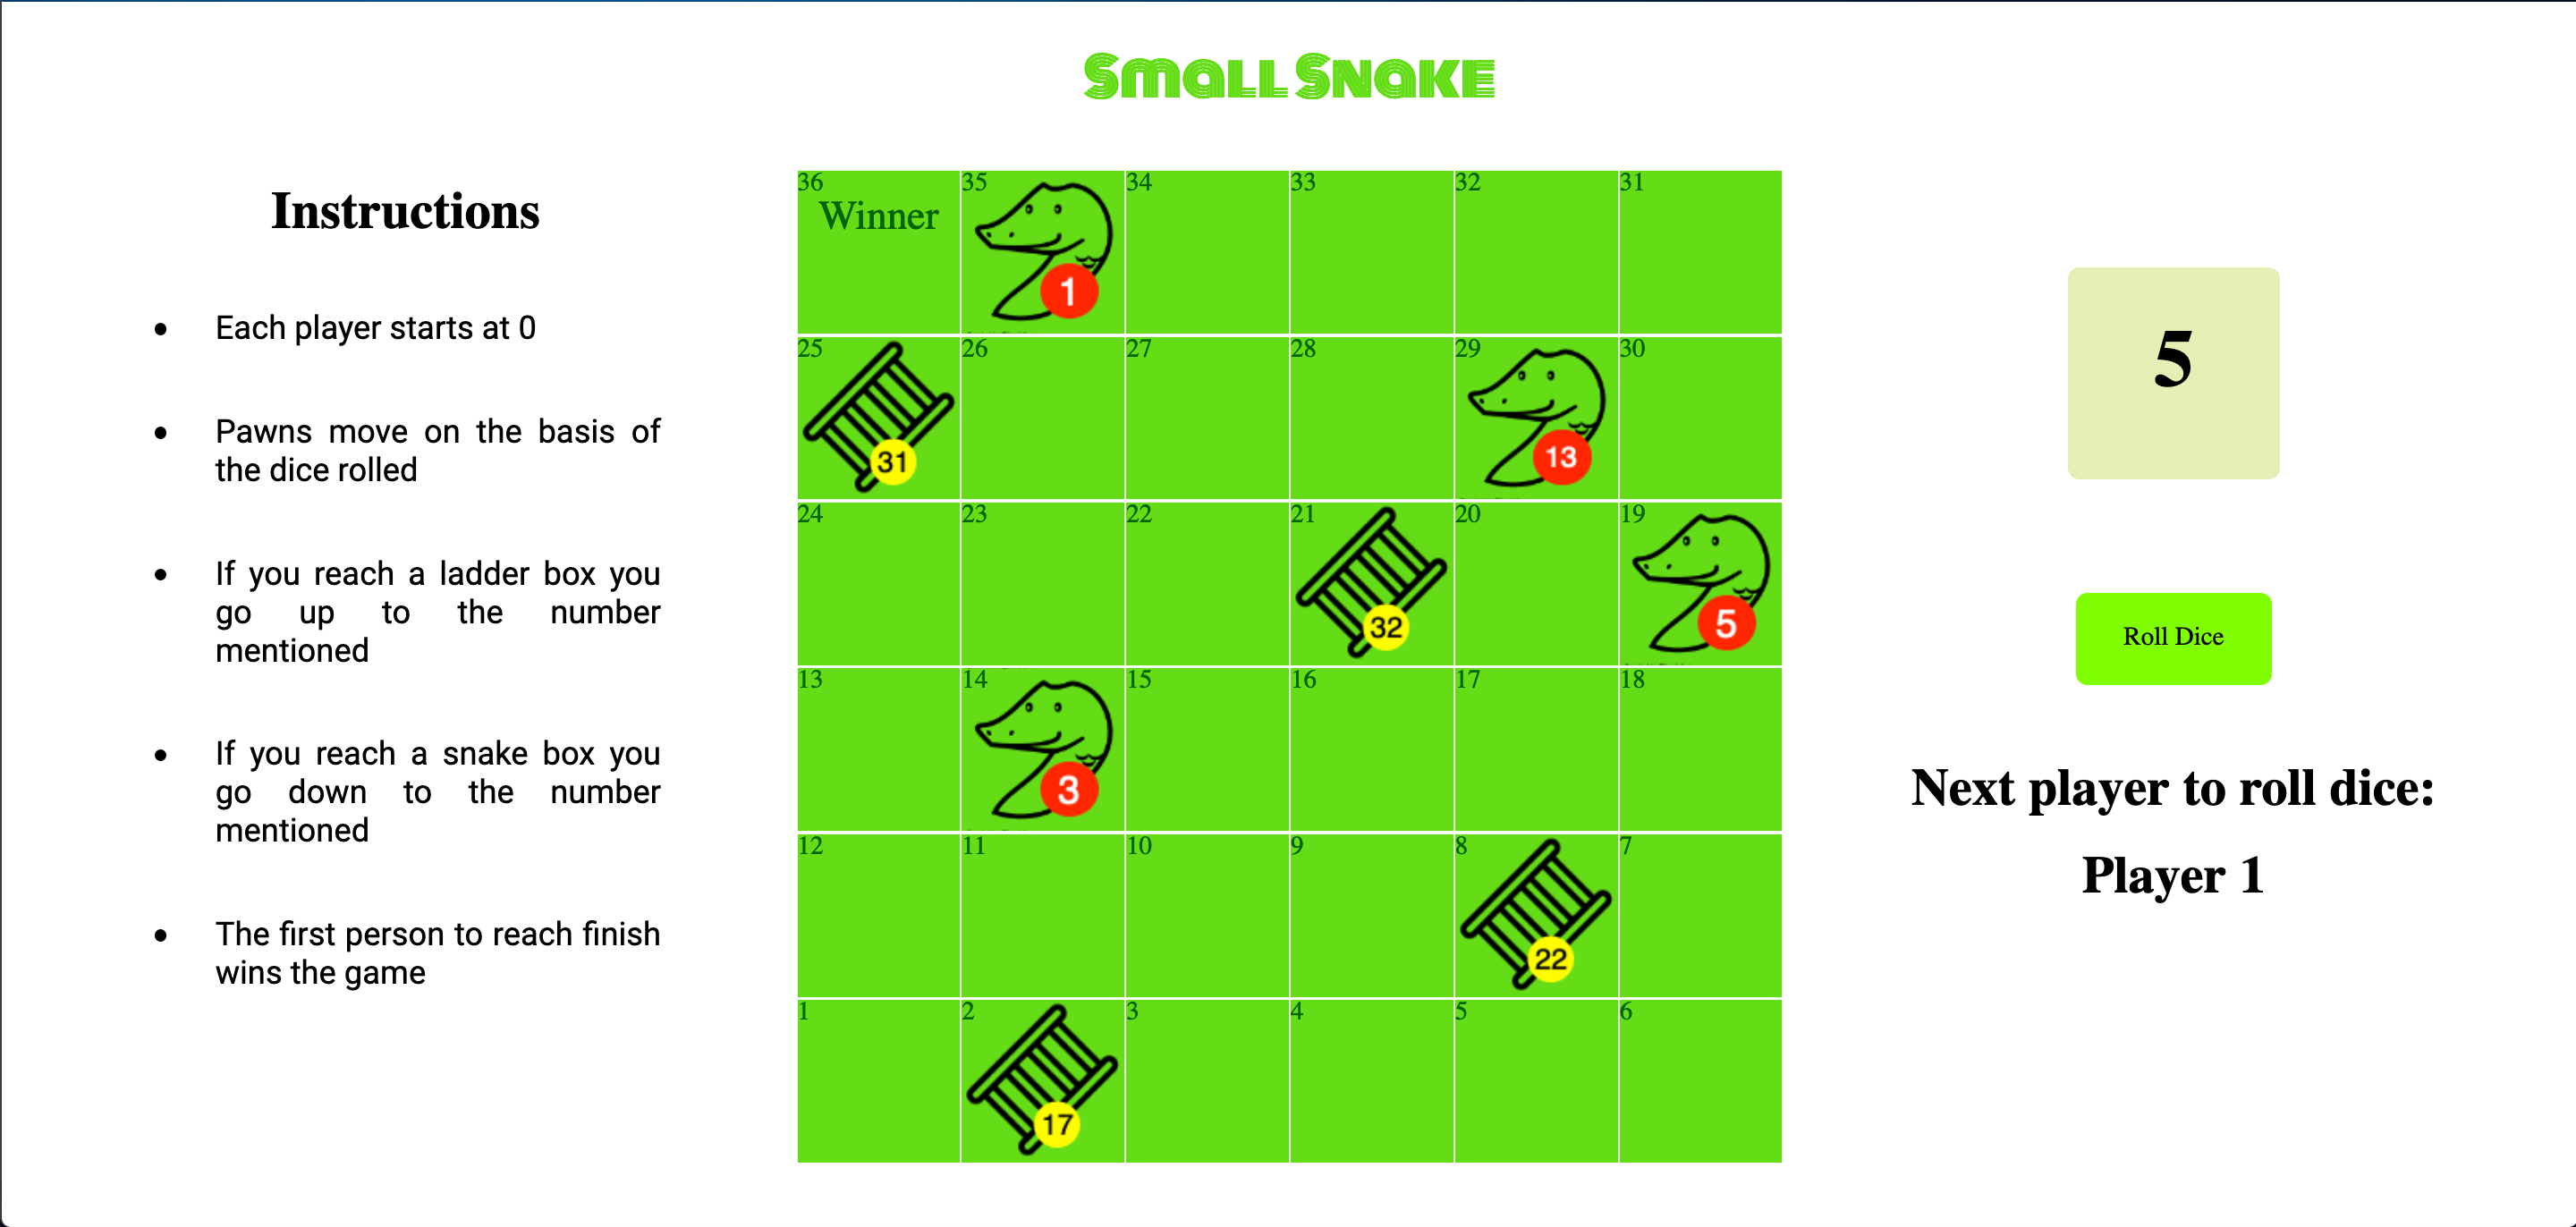 Small Snake
Instructions
Each player starts at 0
Pawns move on the basis of
the dice rolled
If you reach a ladder box you
go up to the number
mentioned
If you reach a snake box you
go down to the number
mentioned
The first person to reach finish
wins the game
36 35 34 33 32 31
Winner
1
25 26 27 28 29 30
31 13
24 23 22 21 20 19
32 5
13 14 15 16 17 18
3
12 11 10 9 8 7
22
1 2 3 4 5 6
17
5
Roll Dice
Next player to roll dice:
Player 1